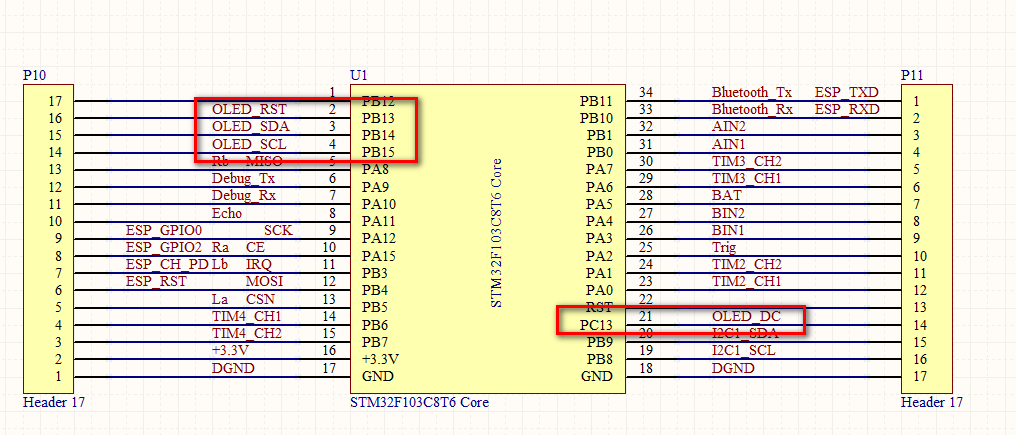 P10 U1 P11
17 1 PB12 PB11 34 Bluetooth_Tx ESP_TXD 1
16 OLED_RST 2 PB13 PB10 33 Bluetooth_Rx ESP_RXD 2
15 OLED_SDA 3 PB14 PB1 32 AIN2 3
14 OLED_SCL 4 PB15 PB0 31 AIN1 4
13 Rb MISO 5 PA8 PA7 30 TIM3_CH2 5
12 Debug_Tx 6 PA9 PA6 29 TIM3_CH1 6
11 Debug_Rx 7 PA10 PA5 28 BAT 7
10 Echo 8 PA11 PA4 27 BIN2 8
9 ESP_GPIO0 SCK 9 PA12 PA3 26 BIN1 9
8 ESP_GPIO2 Ra CE 10 PA15 PA2 25 Trig 10
7 ESP_CH_PD Lb IRQ 11 PB3 PA1 24 TIM2_CH2 11
6 ESP_RST MOSI 12 PB4 PA0 23 TIM2_CH1 12
5 La CSN 13 PB5 RST 22 13
4 TIM4_CH1 14 PB6 PC13 21 OLED_DC 14
3 TIM4_CH2 15 PB7 PB9 20 I2C1_SDA 15
2 +3.3V 16 +3.3V PB8 19 I2C1_SCL 16
1 DGND 17 GND GND 18 DGND 17
STM32F103C8T6 Core
Header 17 STM32F103C8T6 Core Header 17